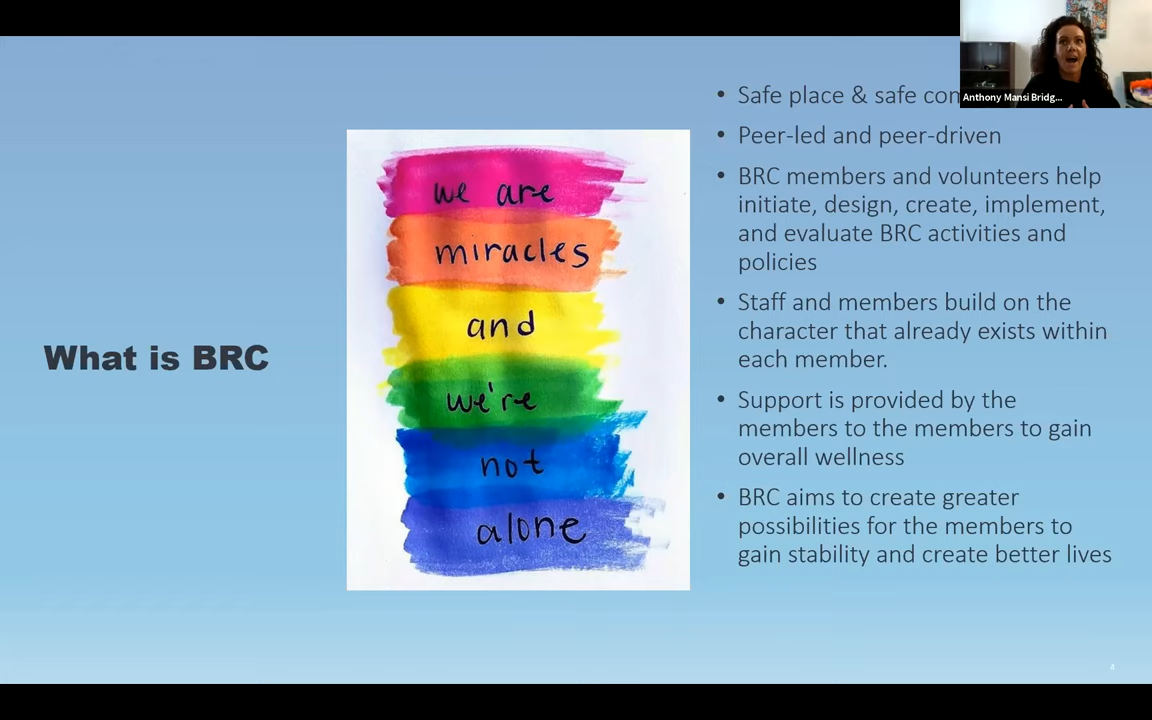 Anthony Mansi Bridg...
What is BRC
we are
miracles
and
we're
not
alone
• Safe place & safe
• Peer-led and peer-driven
• BRC members and volunteers help
initiate, design, create, implement,
and evaluate BRC activities and
policies
• Staff and members build on the
character that already exists within
each member.
• Support is provided by the
members to the members to gain
overall wellness
• BRC aims to create greater
possibilities for the members to
gain stability and create better lives
4